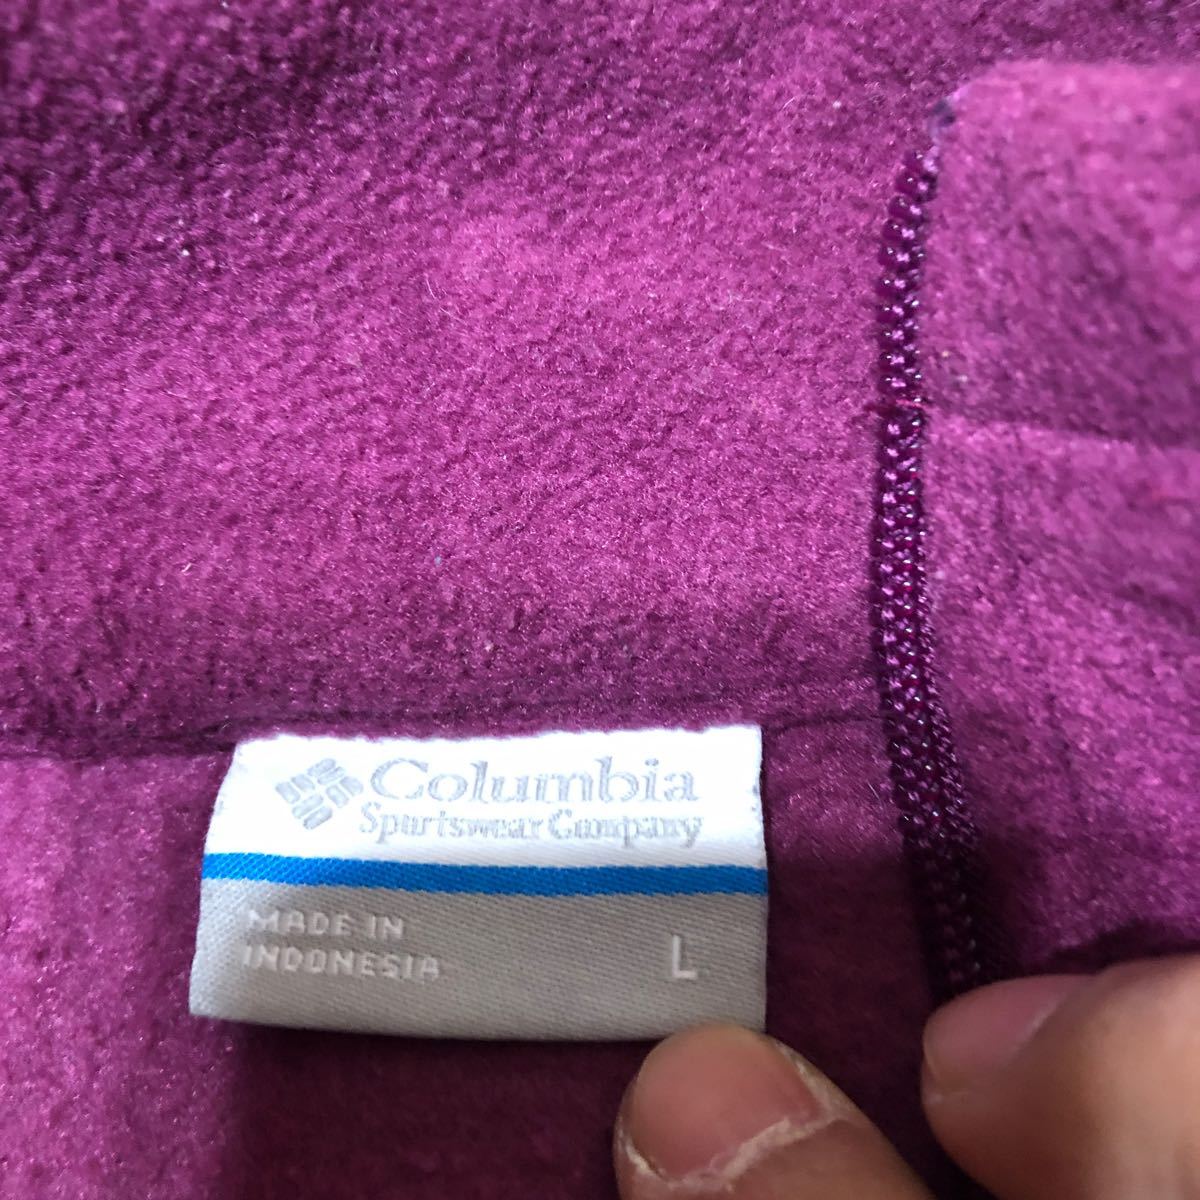 Columbia
Sportswear Company
MADE IN
INDONESIA
L